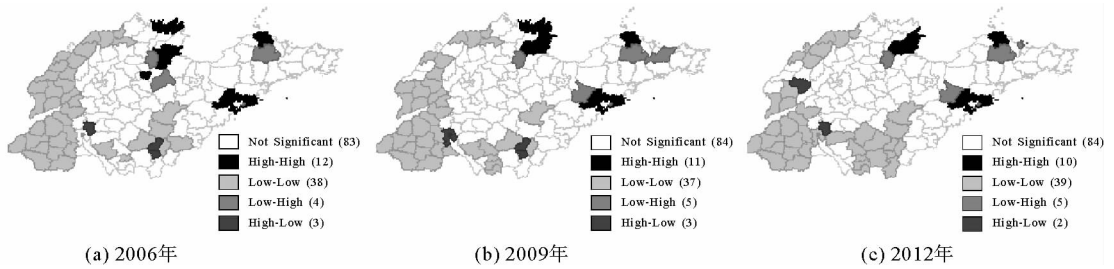 Not Significant (83)
High-High (12)
Low-Low (38)
Low-High (4)
High-Low (3)
(a) 2006年
Not Significant (84)
High-High (11)
Low-Low (37)
Low-High (5)
High-Low (3)
(b) 2009年
Not Significant (84)
High-High (10)
Low-Low (39)
Low-High (5)
High-Low (2)
(c) 2012年